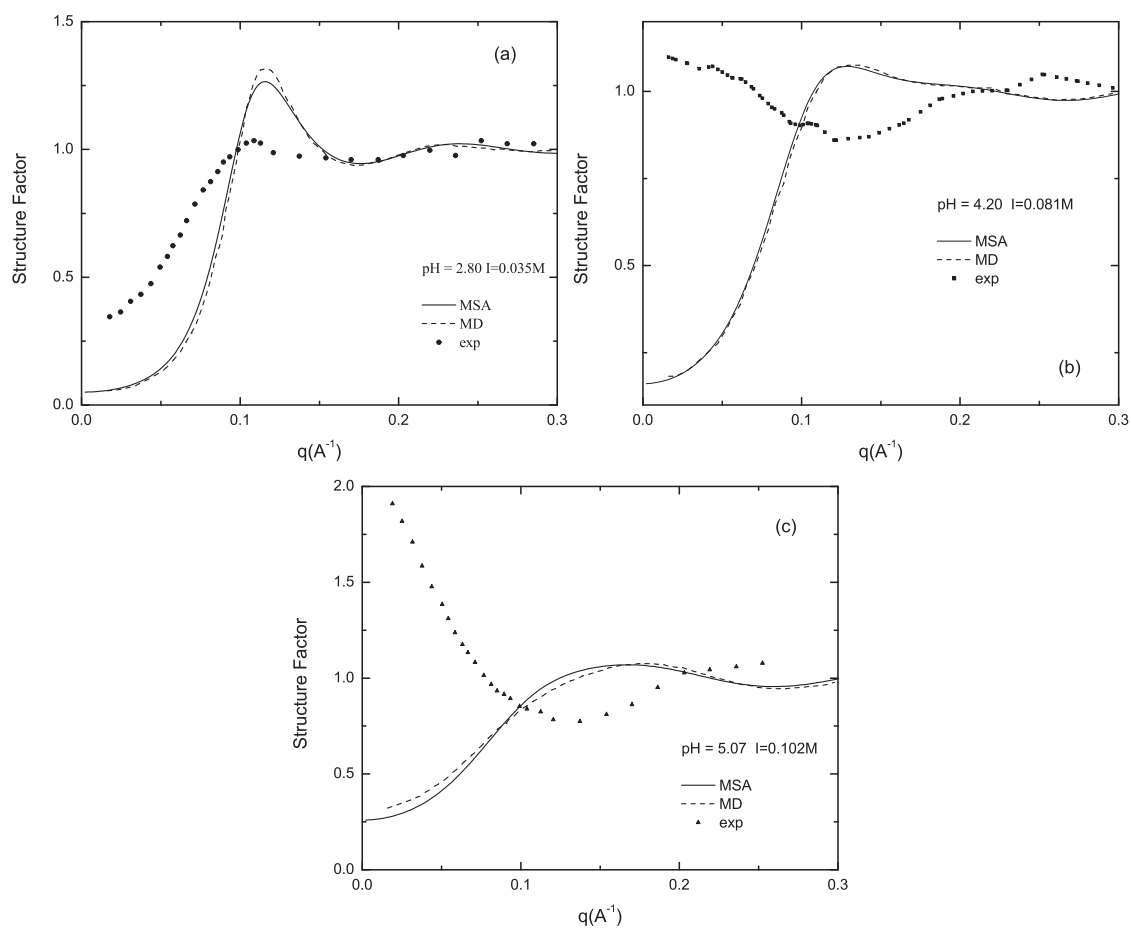 1.5
1.0
0.5
0.0
0.0
0.1
0.2
0.3
Structure Factor
q(A⁻¹)
(a)
pH = 2.80 I=0.035M
MSA
MD
exp
1.0
0.5
0.0
0.1
0.2
0.3
Structure Factor
q(A⁻¹)
pH = 4.20 I=0.081M
MSA
MD
exp
(b)
2.0
1.5
1.0
0.5
0.0
0.0
0.1
0.2
0.3
Structure Factor
q(A⁻¹)
(c)
pH = 5.07 I=0.102M
MSA
MD
exp